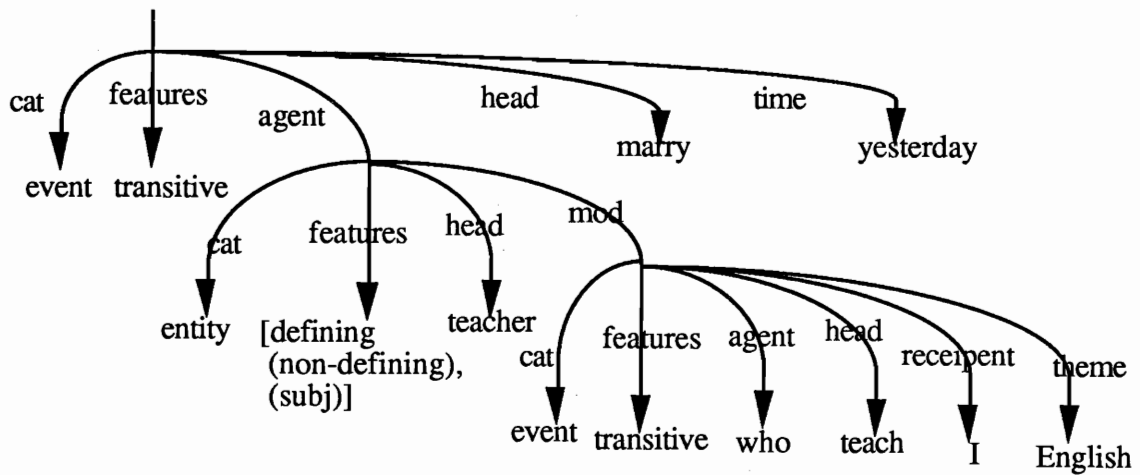 cat features agent head time
event transitive marry yesterday
cat features head mod
entity [defining teacher
(non-defining),
(subj)]
cat features agent head receipent theme
event transitive who teach I English